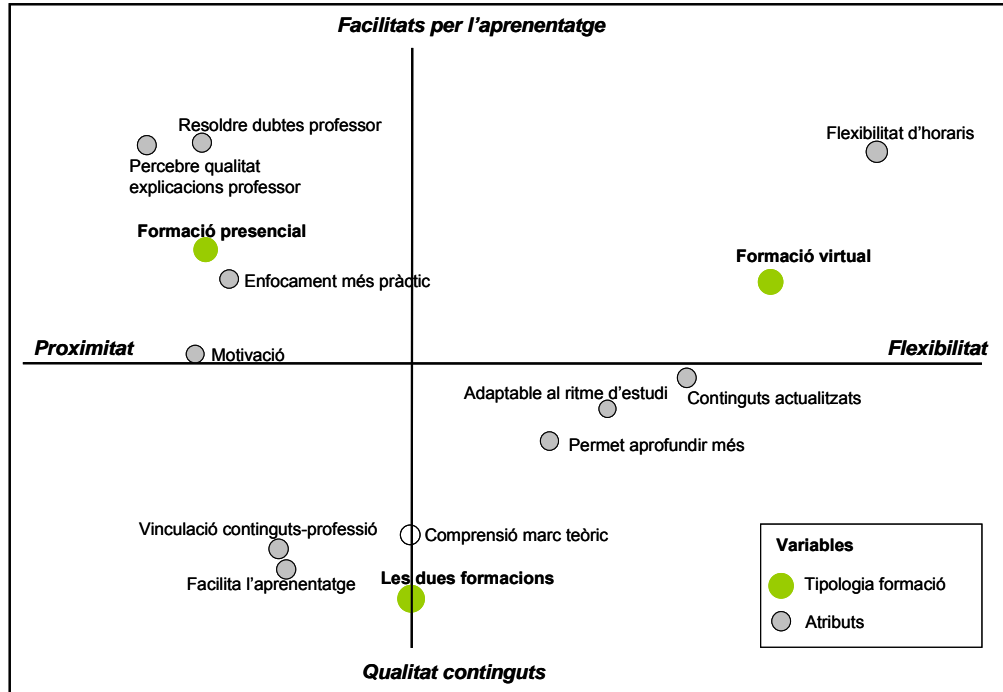 Facilitats per l'aprenentatge
Resoldre dubtes professor
Percebre qualitat
explicacions professor
Flexibilitat d'horaris
Formació presencial
Formació virtual
Enfocament més pràctic
Proximitat
Motivació
Flexibilitat
Adaptable al ritme d'estudi
Continguts actualitzats
Permet aprofundir més
Vinculació continguts-professió
Comprensió marc teòric
Facilita l'aprenentatge
Les dues formacions
Variables
Tipologia formació
Atributs
Qualitat continguts